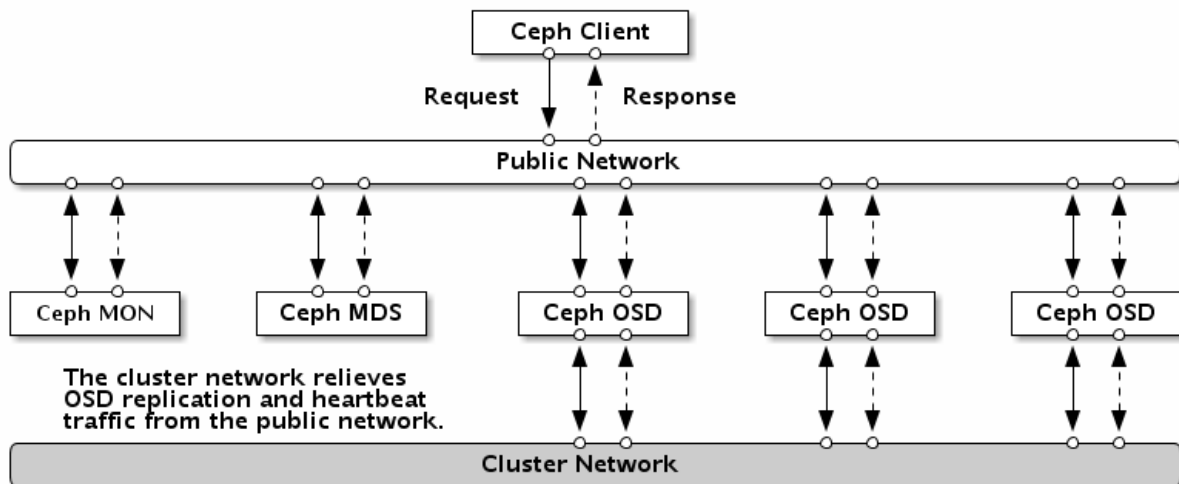 Ceph Client
Request Response
Public Network
Ceph MON Ceph MDS Ceph OSD Ceph OSD Ceph OSD
The cluster network relieves
OSD replication and heartbeat
traffic from the public network.
Cluster Network